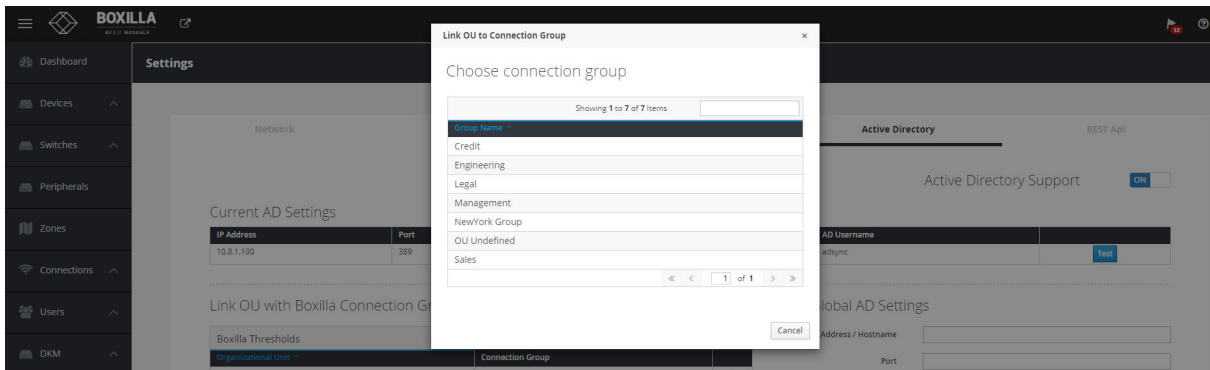 BOXILLA
AV | IT MANAGER
12
Dashboard
Devices
Switches
Peripherals
Zones
Connections
Users
DKM
Settings
Network
Active Directory
REST Api
Active Directory Support
ON
Current AD Settings
IP Address
Port
AD Username
10.8.1.100
389
adsync
Test
Link OU with Boxilla Connection Gr
lobal AD Settings
Boxilla Thresholds
Organizational Unit
Connection Group
Address / Hostname
Port
Link OU to Connection Group
×
Choose connection group
Showing 1 to 7 of 7 Items
Group Name
Credit
Engineering
Legal
Management
NewYork Group
OU Undefined
Sales
« < 1 of 1 > »
Cancel